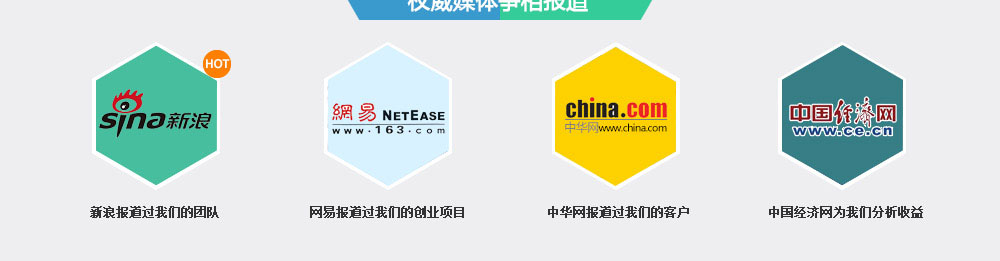 权威媒体争相报道
HOT
sina新浪
網易 NETEASE
www.163.com
china.com
中华网www.china.com
中国经济网
www.ce.cn
新浪报道过我们的团队
网易报道过我们的创业项目
中华网报道过我们的客户
中国经济网为我们分析收益